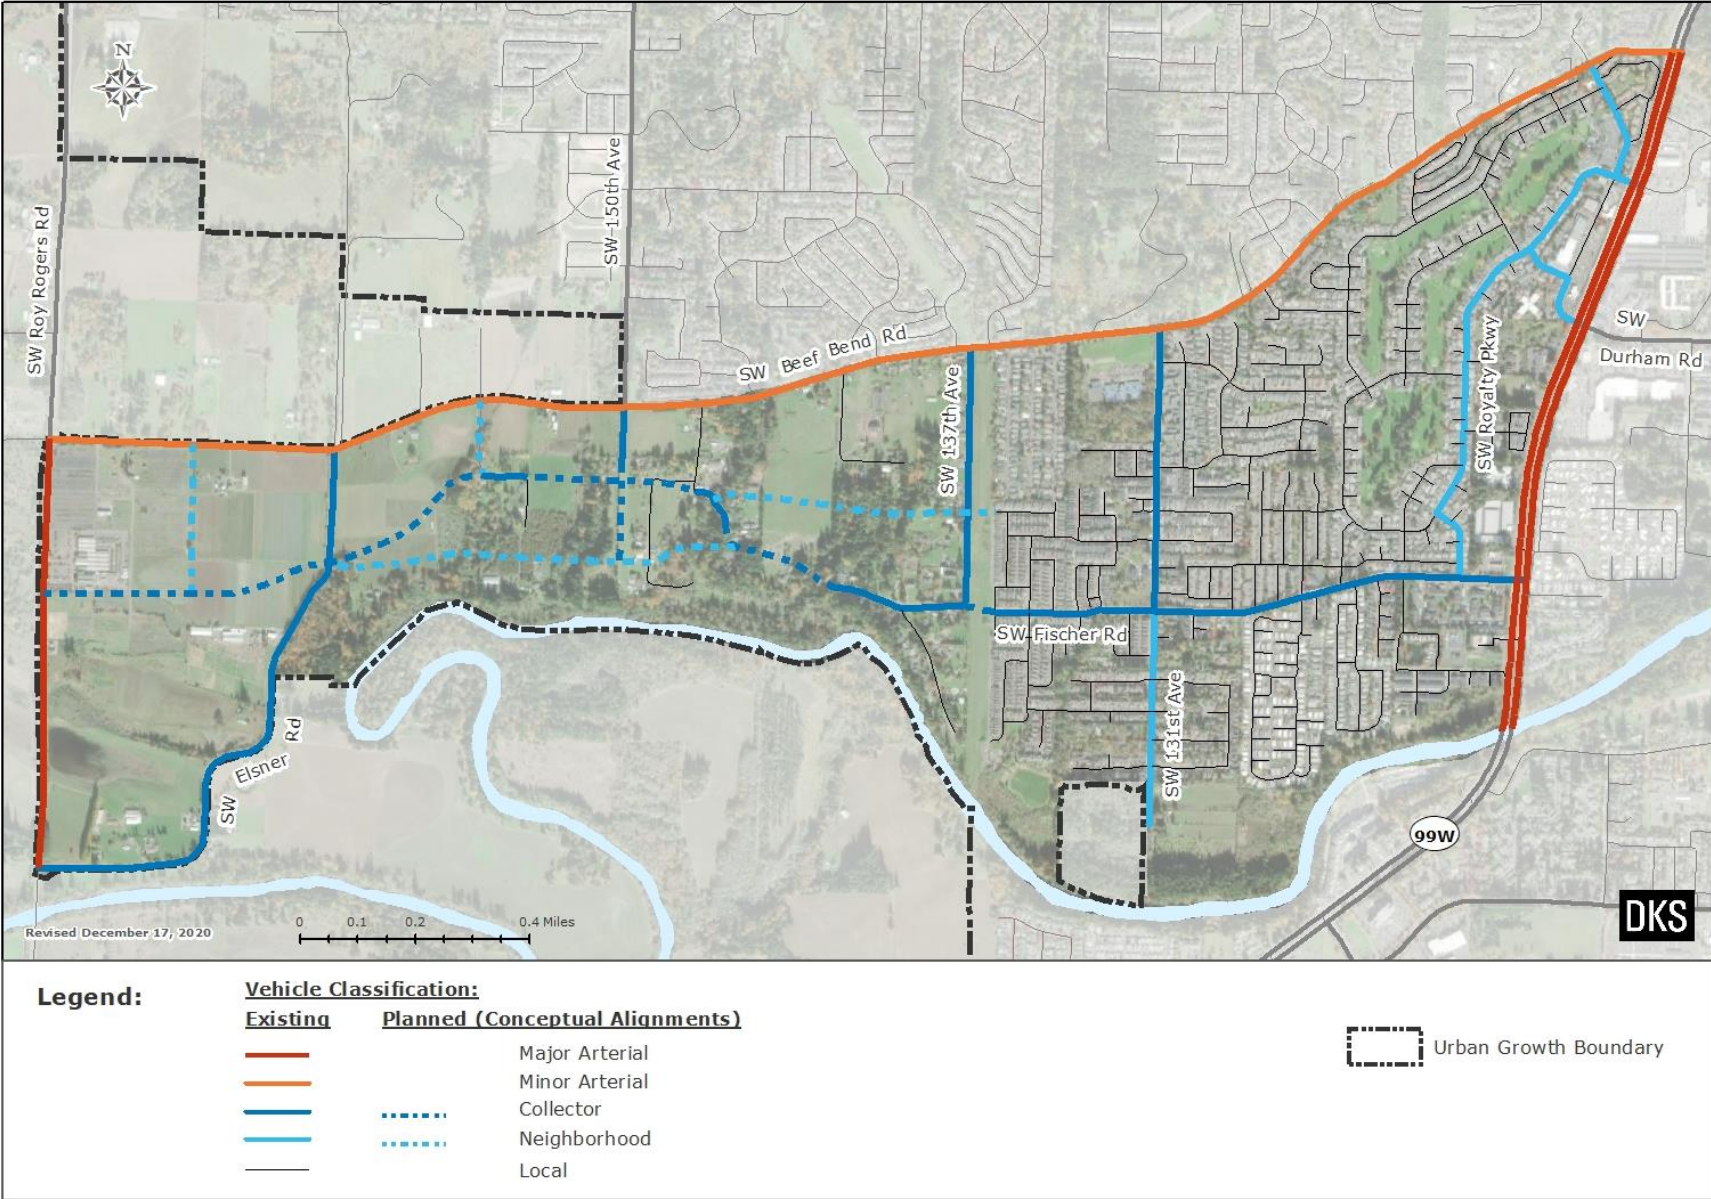 N
SW Roy Rogers Rd
SW 150th Ave
SW Beef Bend Rd
SW 137th Ave
SW Royalty Pkwy
SW
Durham Rd
SW Fischer Rd
SW 131st Ave
SW Elsner Rd
99W
DKS
Revised December 17, 2020
0 0.1 0.2 0.4 Miles
Legend:
Vehicle Classification:
Existing Planned (Conceptual Alignments)
Major Arterial
Minor Arterial
Collector
Neighborhood
Local
Urban Growth Boundary